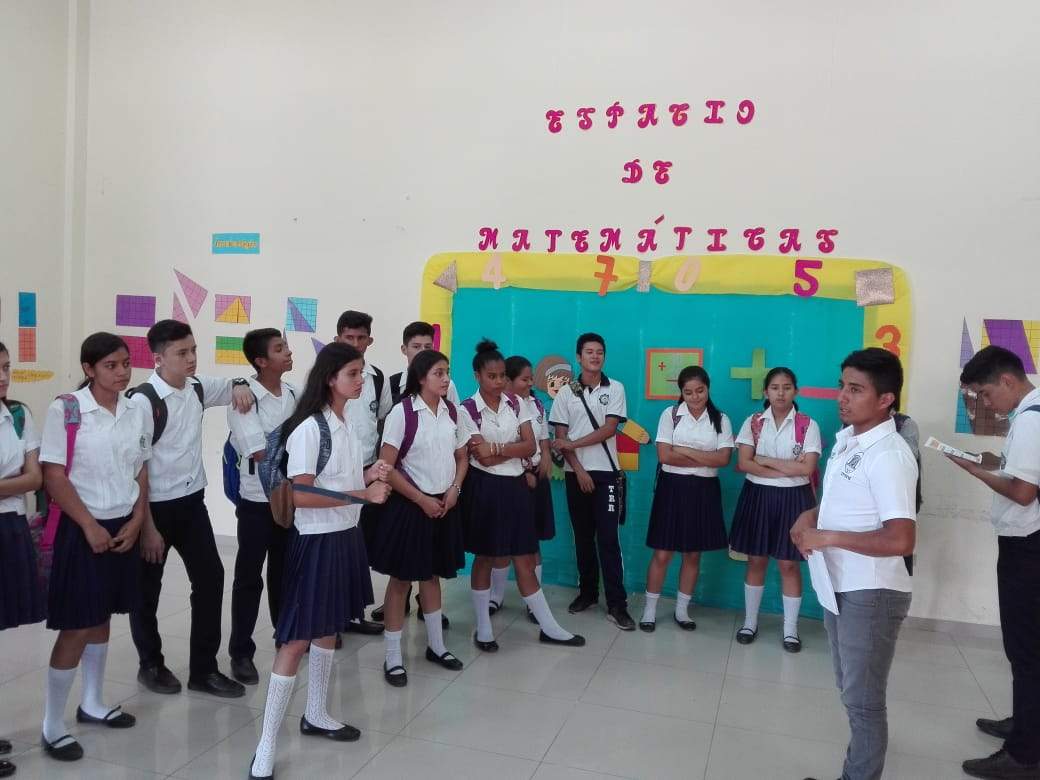 ESPACIO
DE
MATEMÁTICAS
4 7 0 5
3
TRR